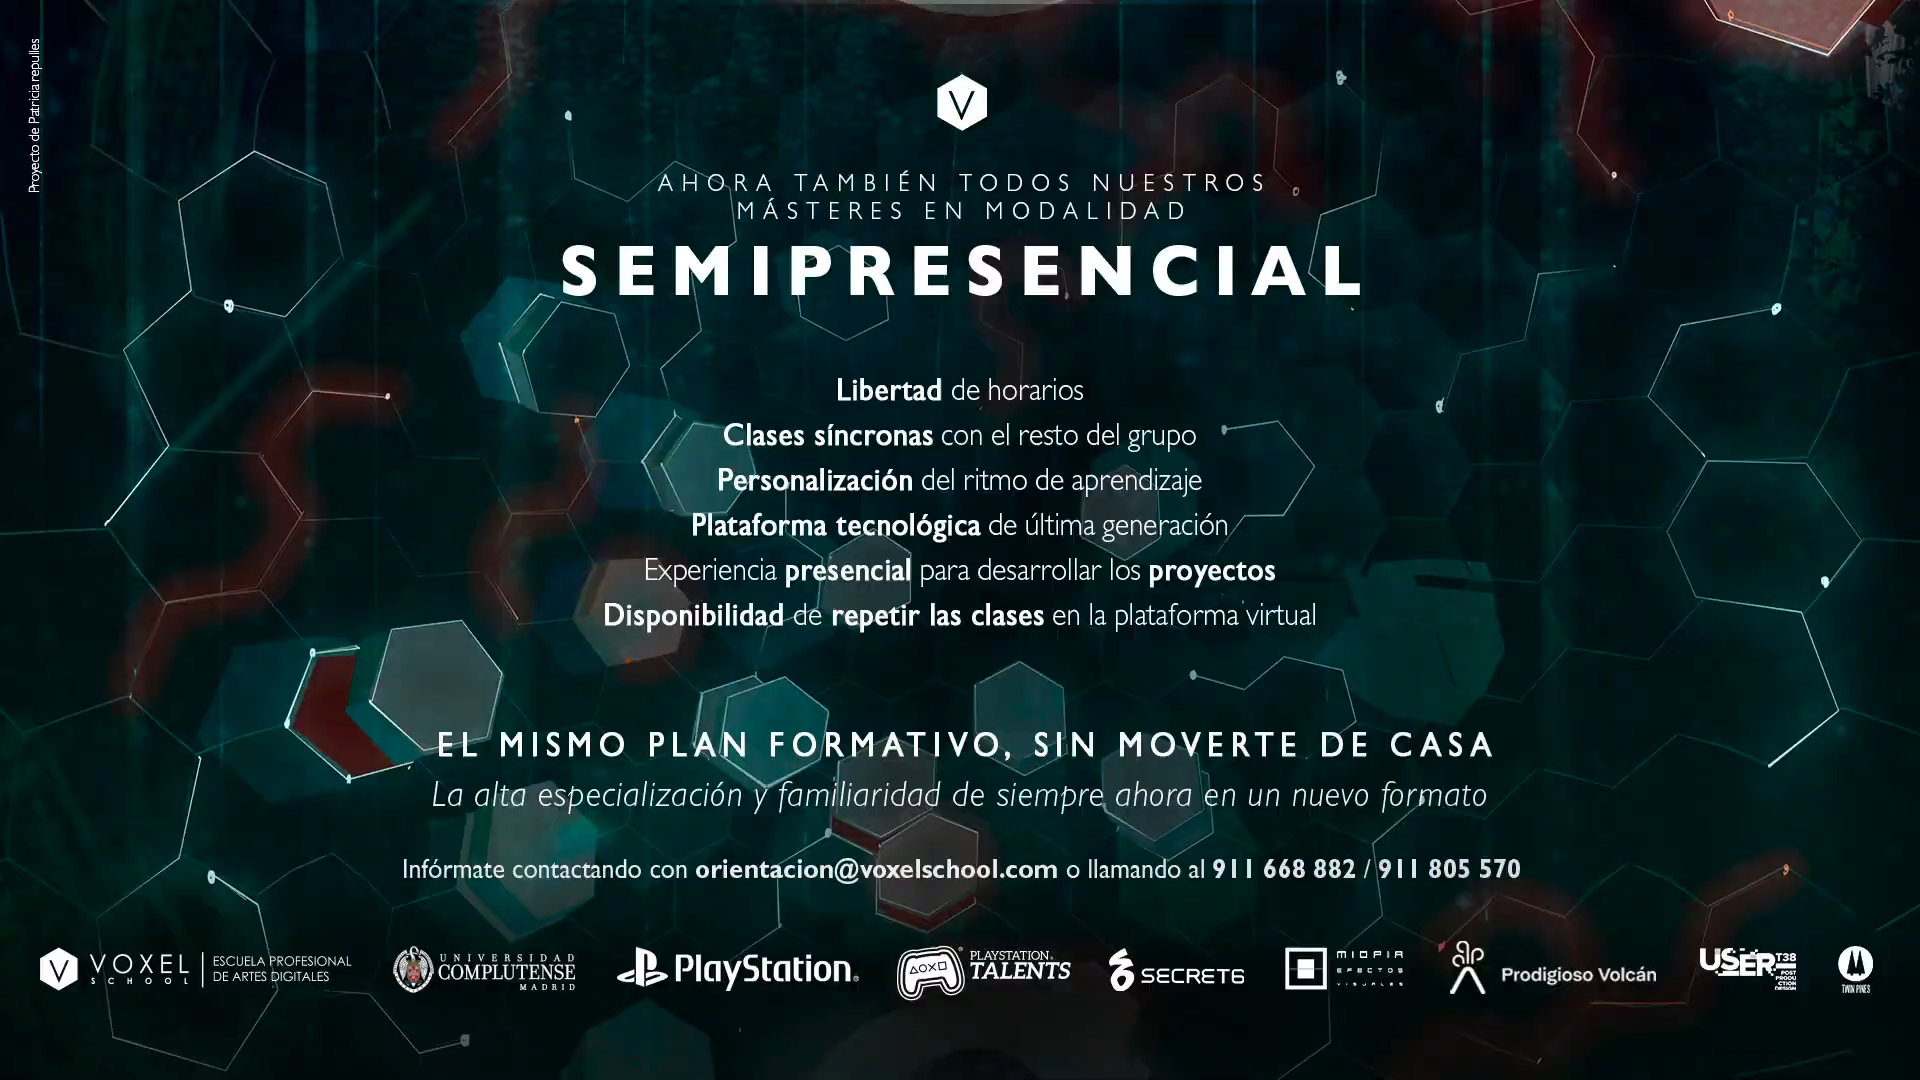 Proyecto de Patricia repulles
V
AHORA TAMBIÉN TODOS NUESTROS
MÁSTERES EN MODALIDAD
SEMIPRESENCIAL
Libertad de horarios
Clases síncronas con el resto del grupo
Personalización del ritmo de aprendizaje
Plataforma tecnológica de última generación
Experiencia presencial para desarrollar los proyectos
Disponibilidad de repetir las clases en la plataforma virtual
EL MISMO PLAN FORMATIVO, SIN MOVERTE DE CASA
La alta especialización y familiaridad de siempre ahora en un nuevo formato
Infórmate contactando con orientacion@voxelschool.com o llamando al 911 668 882 / 911 805 570
V VOXEL
SCHOOL
ESCUELA PROFESIONAL
DE ARTES DIGITALES
UNIVERSIDAD
COMPLUTENSE
MADRID
PlayStation®
PLAYSTATION®
TALENTS
SECRET6
MIOPIA
EFECTOS
VISUALES
Prodigioso Volcán
USER T38
POST
PRODU
CTION
DESIGN
TWIN PINES